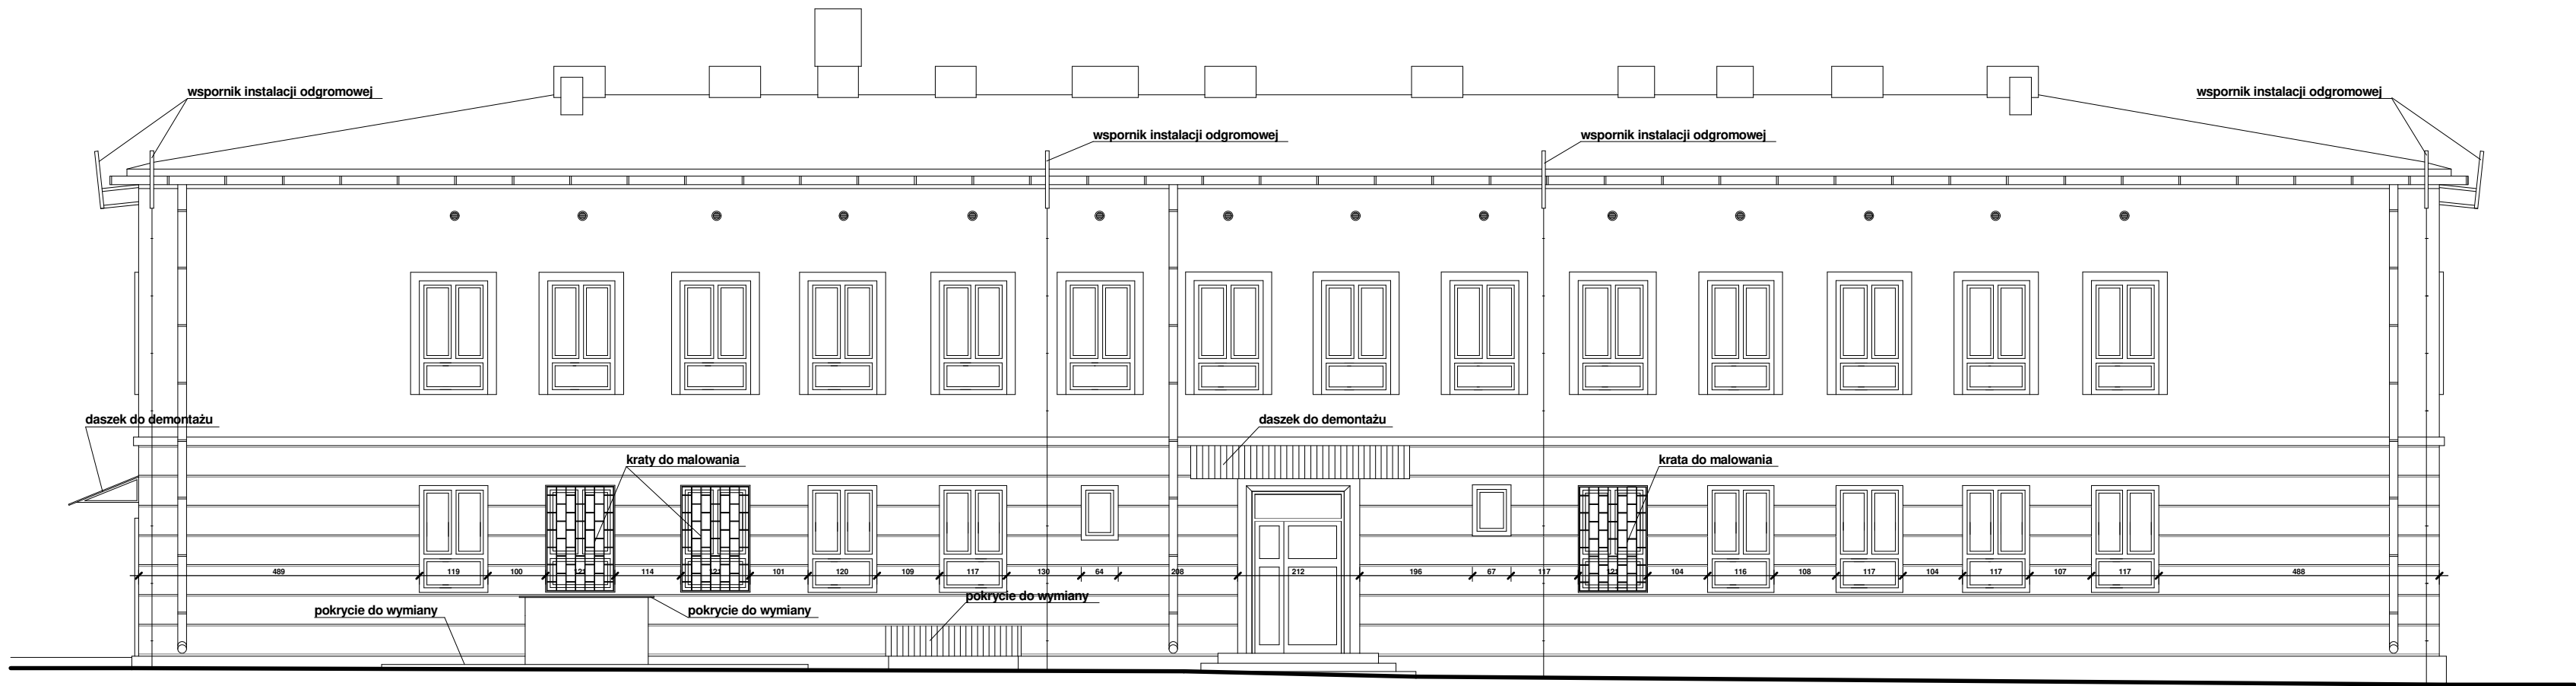 wspornik instalacji odgromowej
wspornik instalacji odgromowej
wspornik instalacji odgromowej
wspornik instalacji odgromowej
daszek do demontażu
daszek do demontażu
kraty do malowania
krata do malowania
489 119 100 121 114 121 101 120 109 117 130 64 208 212 196 67 117 121 104 116 108 117 104 117 107 117 488
pokrycie do wymiany
pokrycie do wymiany
pokrycie do wymiany